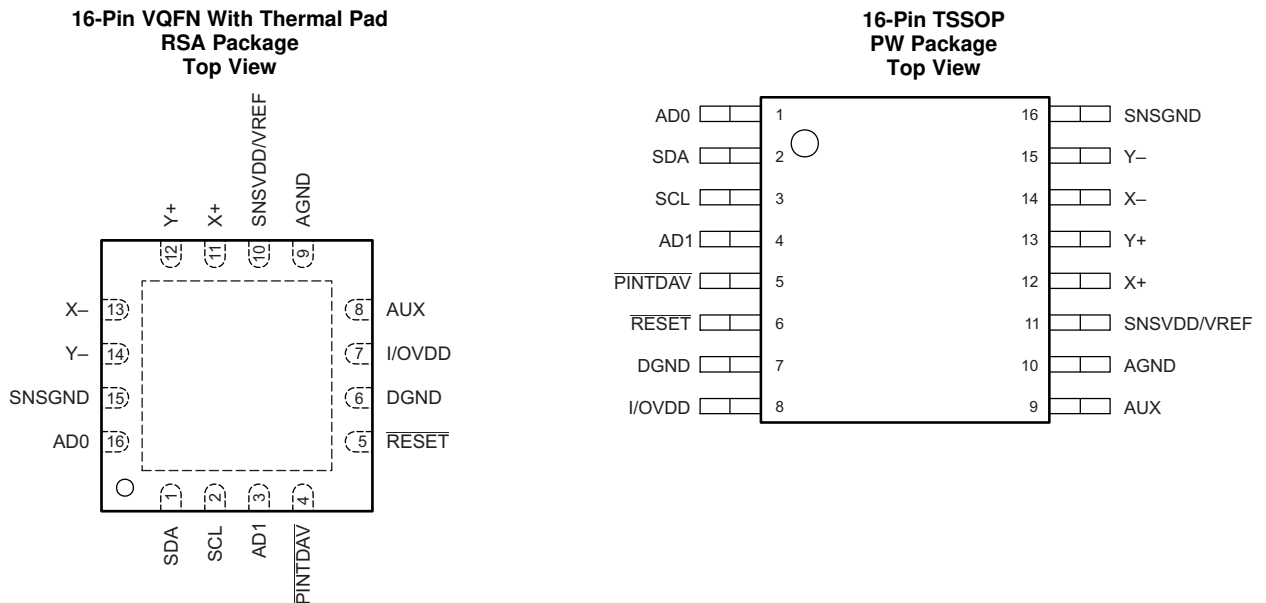 16-Pin VQFN With Thermal Pad
RSA Package
Top View
SNSVDD/VREF
Y+
X+
AGND
12
11
10
9
X–
13
8
AUX
Y–
14
7
I/OVDD
SNSGND
15
6
DGND
AD0
16
5
RESET
1
2
3
4
SDA
SCL
AD1
PINTDAV
16-Pin TSSOP
PW Package
Top View
AD0 1 16 SNSGND
SDA 2 15 Y–
SCL 3 14 X–
AD1 4 13 Y+
PINTDAV 5 12 X+
RESET 6 11 SNSVDD/VREF
DGND 7 10 AGND
I/OVDD 8 9 AUX